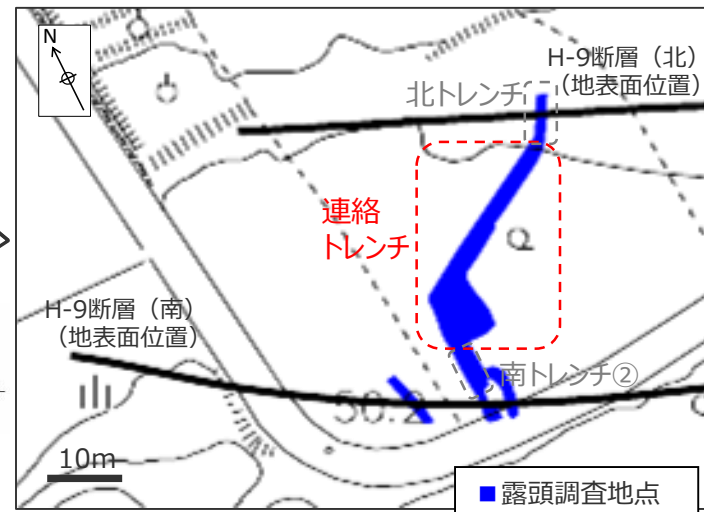 N
H-9断層（北）
（地表面位置）
北トレンチ
連絡
トレンチ
H-9断層（南）
（地表面位置）
南トレンチ②
50.2
10m
■露頭調査地点